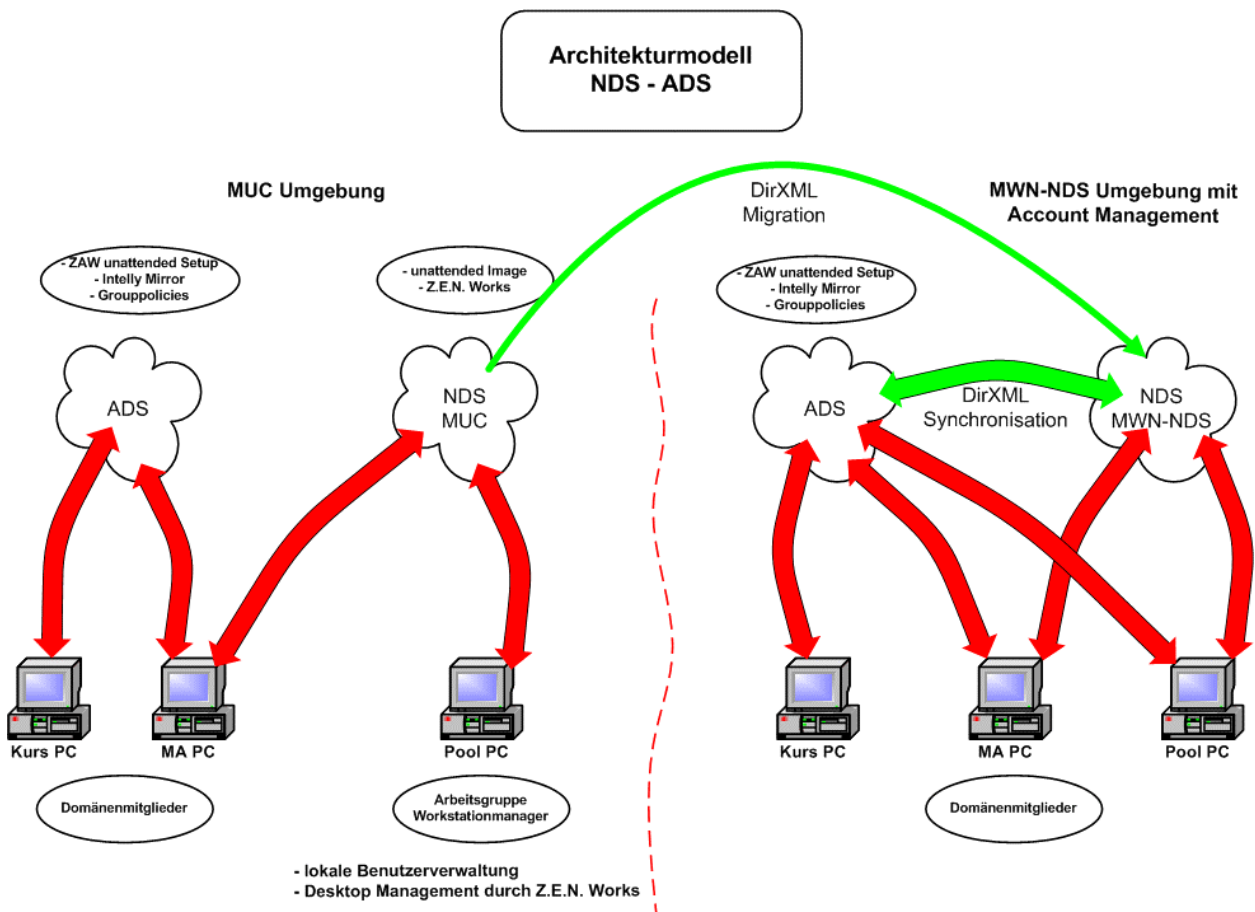 Architekturmodell
NDS - ADS
MUC Umgebung
DirXML
Migration
MWN-NDS Umgebung mit
Account Management
- ZAW unattended Setup
- Intelly Mirror
- Grouppolicies
- unattended Image
- Z.E.N. Works
- ZAW unattended Setup
- Intelly Mirror
- Grouppolicies
ADS
NDS
MUC
ADS
DirXML
Synchronisation
NDS
MWN-NDS
Kurs PC
MA PC
Pool PC
Kurs PC
MA PC
Pool PC
Domänenmitglieder
Arbeitsgruppe
Workstationmanager
Domänenmitglieder
- lokale Benutzerverwaltung
- Desktop Management durch Z.E.N. Works